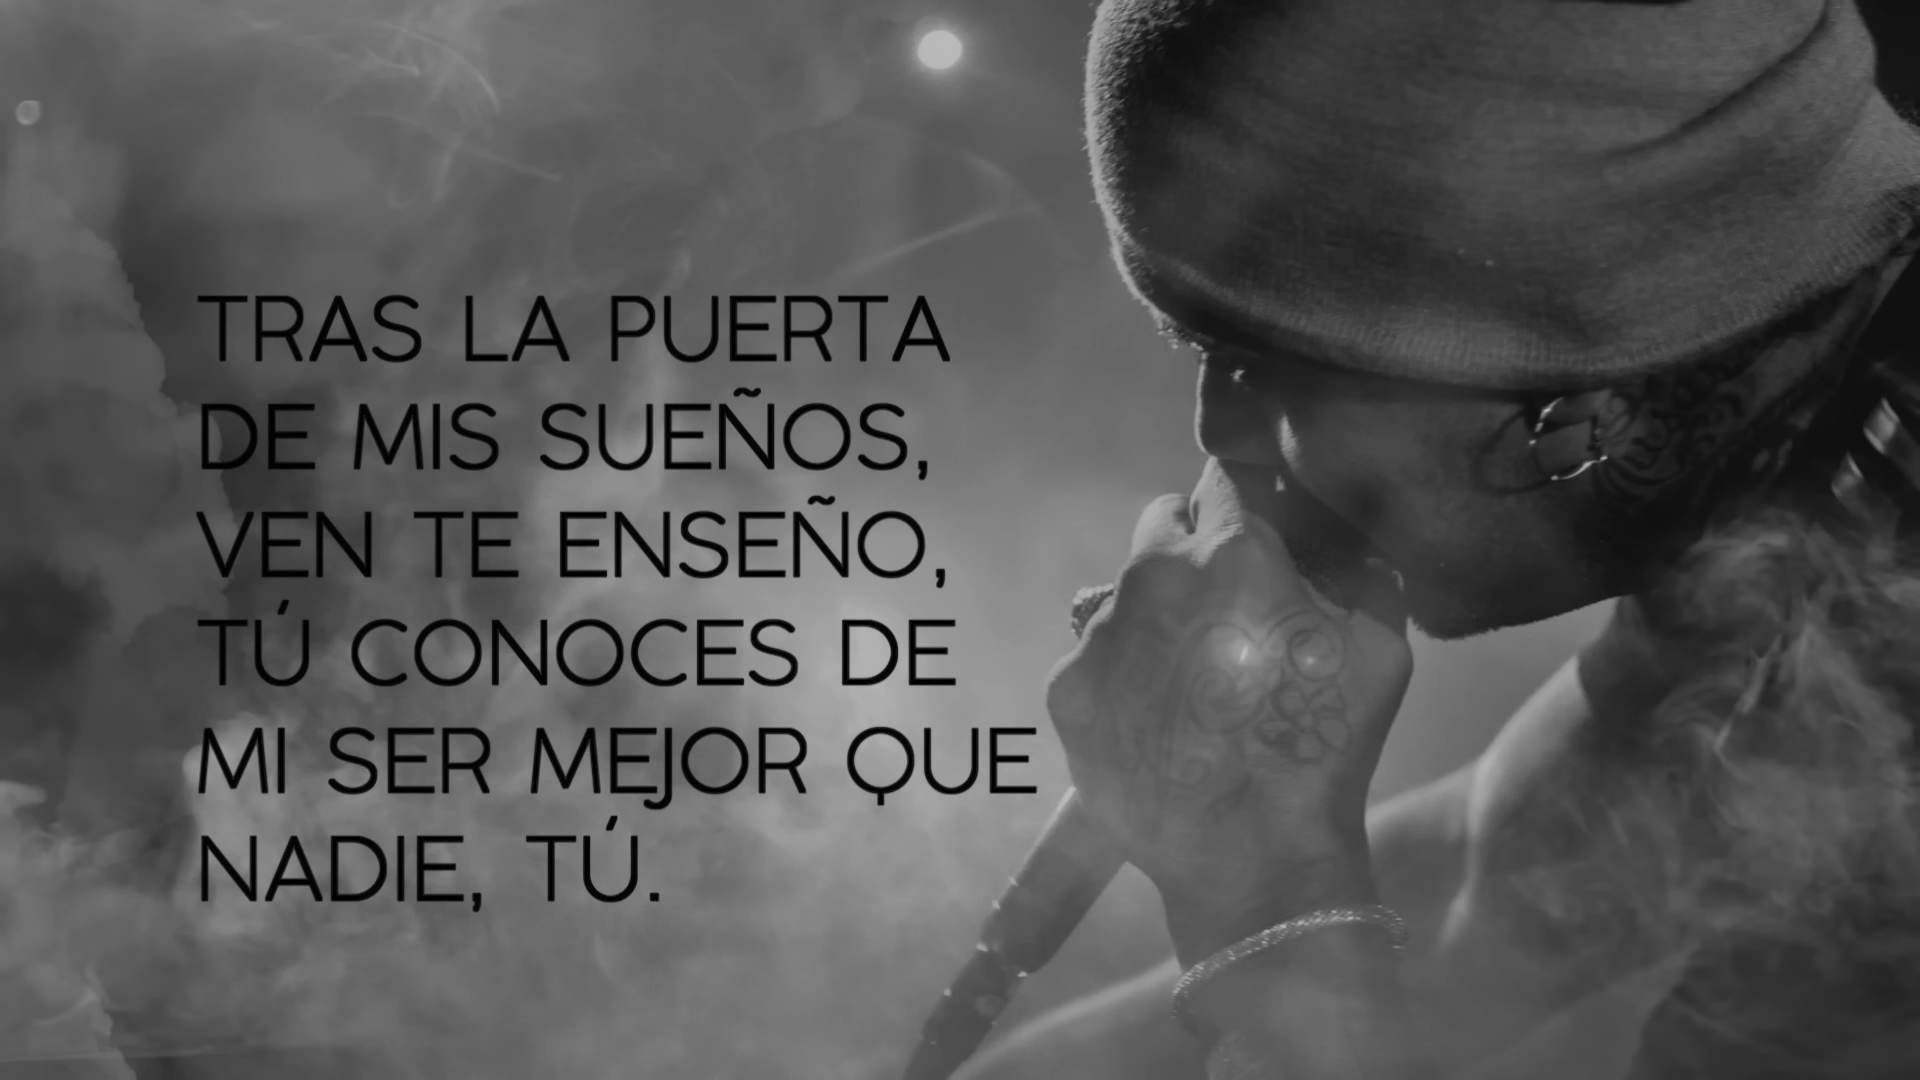 TRAS LA PUERTA
DE MIS SUEÑOS,
VEN TE ENSEÑO,
TÚ CONOCES DE
MI SER MEJOR QUE
NADIE, TÚ.